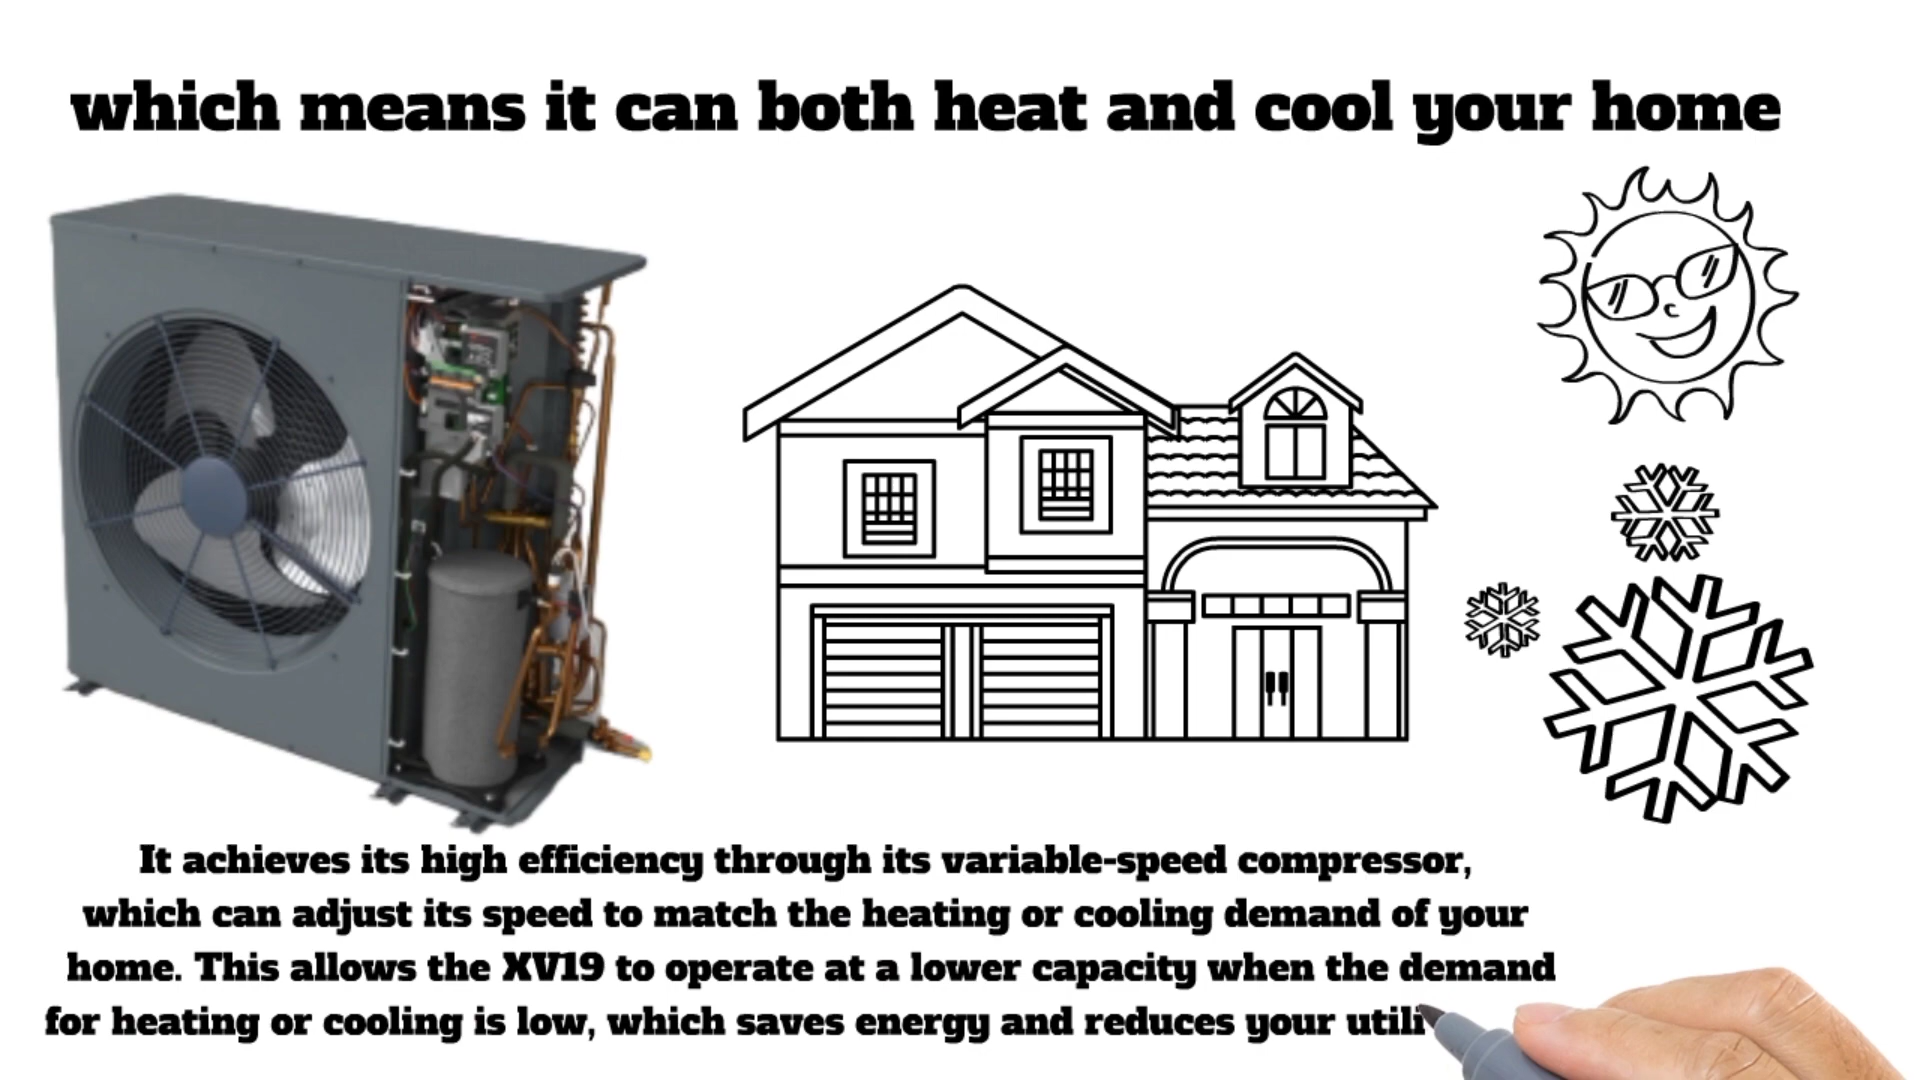 which means it can both heat and cool your home
It achieves its high efficiency through its variable-speed compressor,
which can adjust its speed to match the heating or cooling demand of your
home. This allows the XV19 to operate at a lower capacity when the demand
for heating or cooling is low, which saves energy and reduces your utili